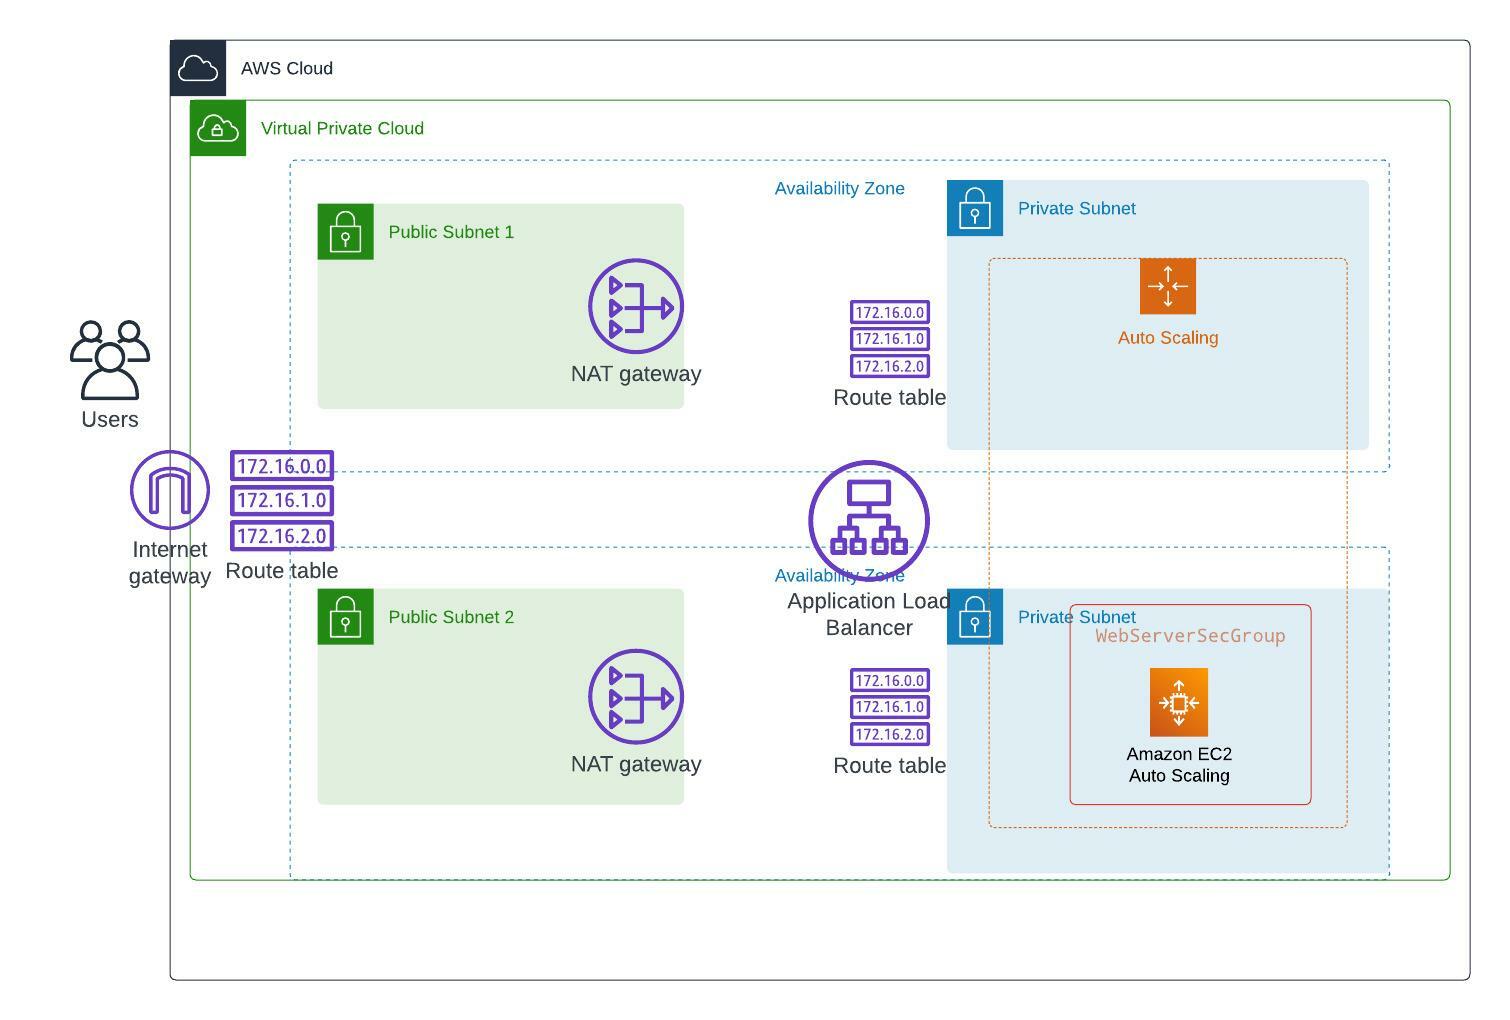 AWS Cloud
Virtual Private Cloud
Availability Zone
Public Subnet 1
Private Subnet
NAT gateway
172.16.0.0
172.16.1.0
172.16.2.0
Route table
Auto Scaling
Users
Internet
gateway
172.16.0.0
172.16.1.0
172.16.2.0
Route table
Availability Zone
Application Load
Balancer
Public Subnet 2
Private Subnet
WebServerSecGroup
NAT gateway
172.16.0.0
172.16.1.0
172.16.2.0
Route table
Amazon EC2
Auto Scaling